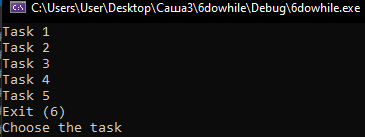 C:\Users\User\Desktop\Саша3\6dowhile\Debug\6dowhile.exe
Task 1
Task 2
Task 3
Task 4
Task 5
Exit (6)
Choose the task